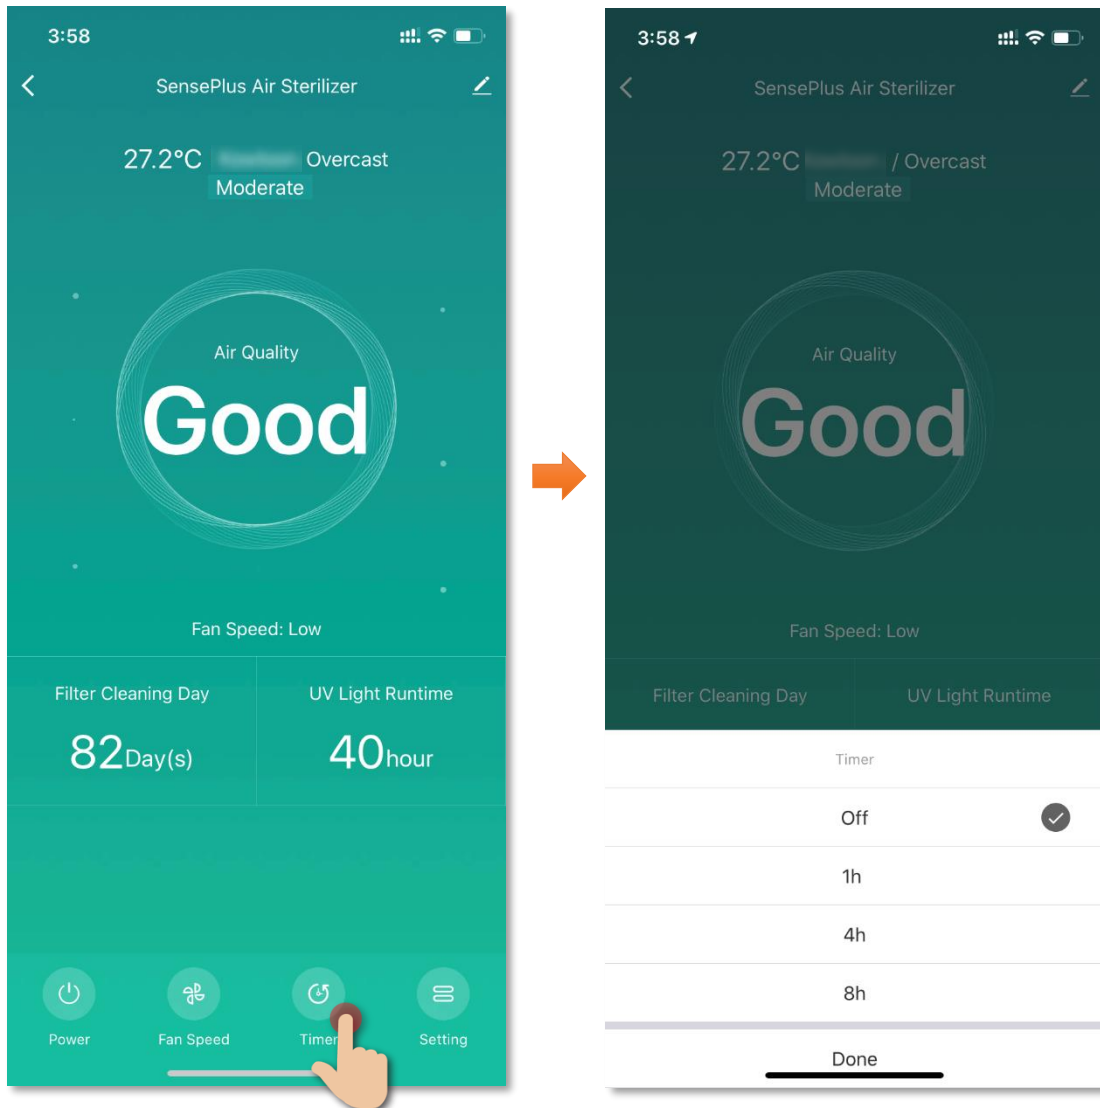 3:58
SensePlus Air Sterilizer
27.2°C Overcast
Moderate
Air Quality
Good
Fan Speed: Low
Filter Cleaning Day UV Light Runtime
82Day(s) 40hour
Power Fan Speed Timer Setting
3:58
SensePlus Air Sterilizer
27.2°C / Overcast
Moderate
Air Quality
Good
Fan Speed: Low
Filter Cleaning Day UV Light Runtime
Timer
Off
1h
4h
8h
Done